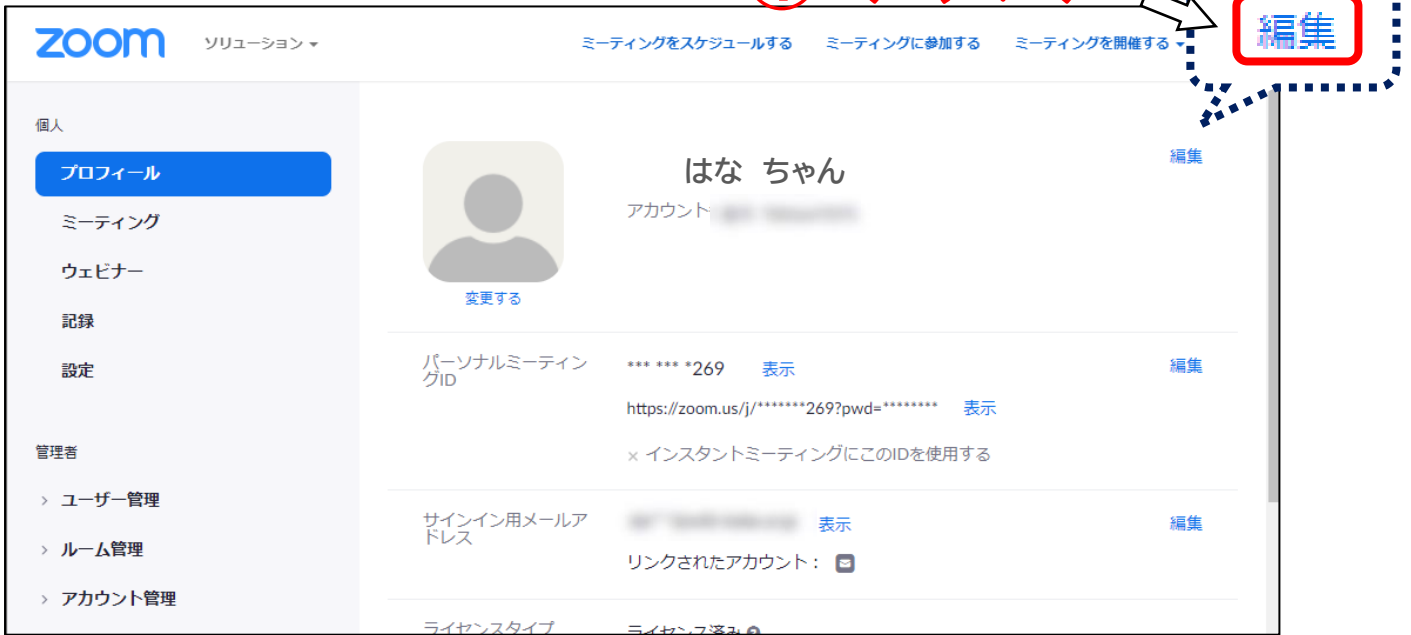 編集
zoom ソリューション ミーティングをスケジュールする ミーティングに参加する ミーティングを開催する
個人
プロフィール
ミーティング
ウェビナー
記録
設定
管理者
> ユーザー管理
> ルーム管理
> アカウント管理
はな ちゃん
編集
アカウント
変更する
パーソナルミーティン
グID
*** *** *269 表示
編集
https://zoom.us/j/*******269?pwd=******** 表示
× インスタントミーティングにこのIDを使用する
サインイン用メールア
ドレス
表示
編集
リンクされたアカウント：
ライセンスタイプ
ライセンス済み